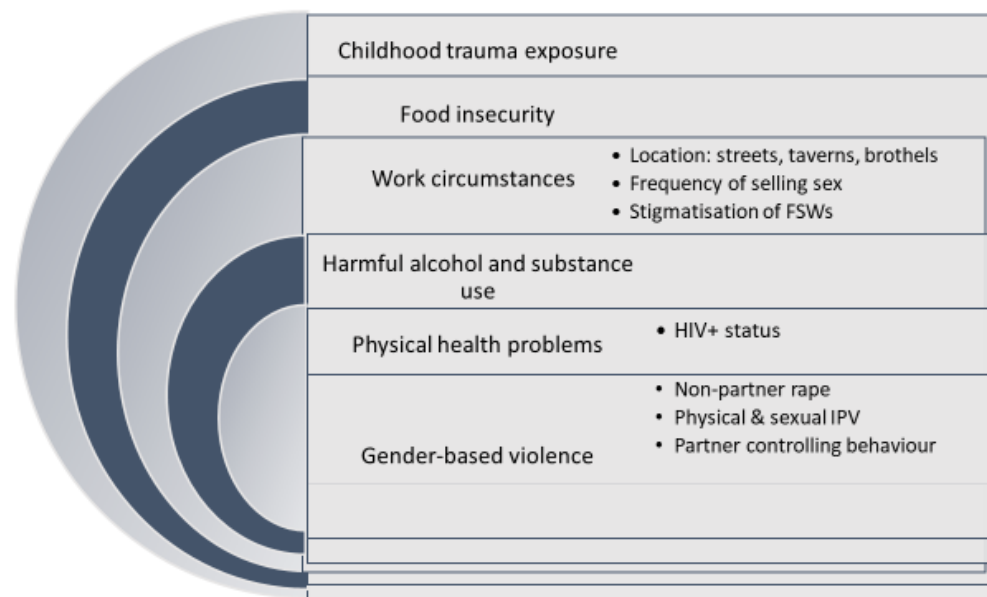 Childhood trauma exposure
Food insecurity
Work circumstances
• Location: streets, taverns, brothels
• Frequency of selling sex
• Stigmatisation of FSWs
Harmful alcohol and substance
use
Physical health problems
• HIV+ status
Gender-based violence
• Non-partner rape
• Physical & sexual IPV
• Partner controlling behaviour